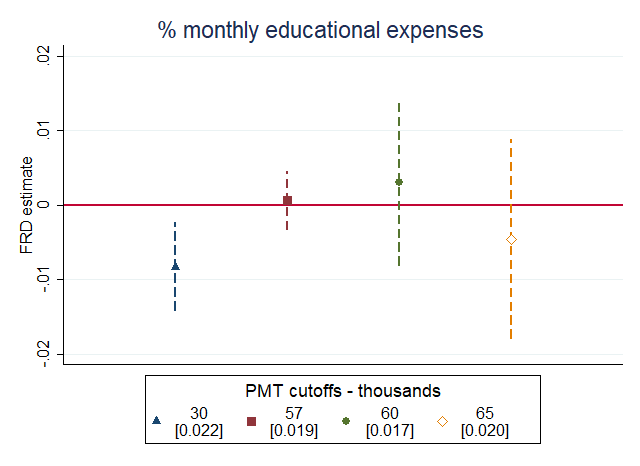 % monthly educational expenses
FRD estimate
.02
.01
0
-.01
-.02
PMT cutoffs - thousands
30 57 60 65
[0.022] [0.019] [0.017] [0.020]